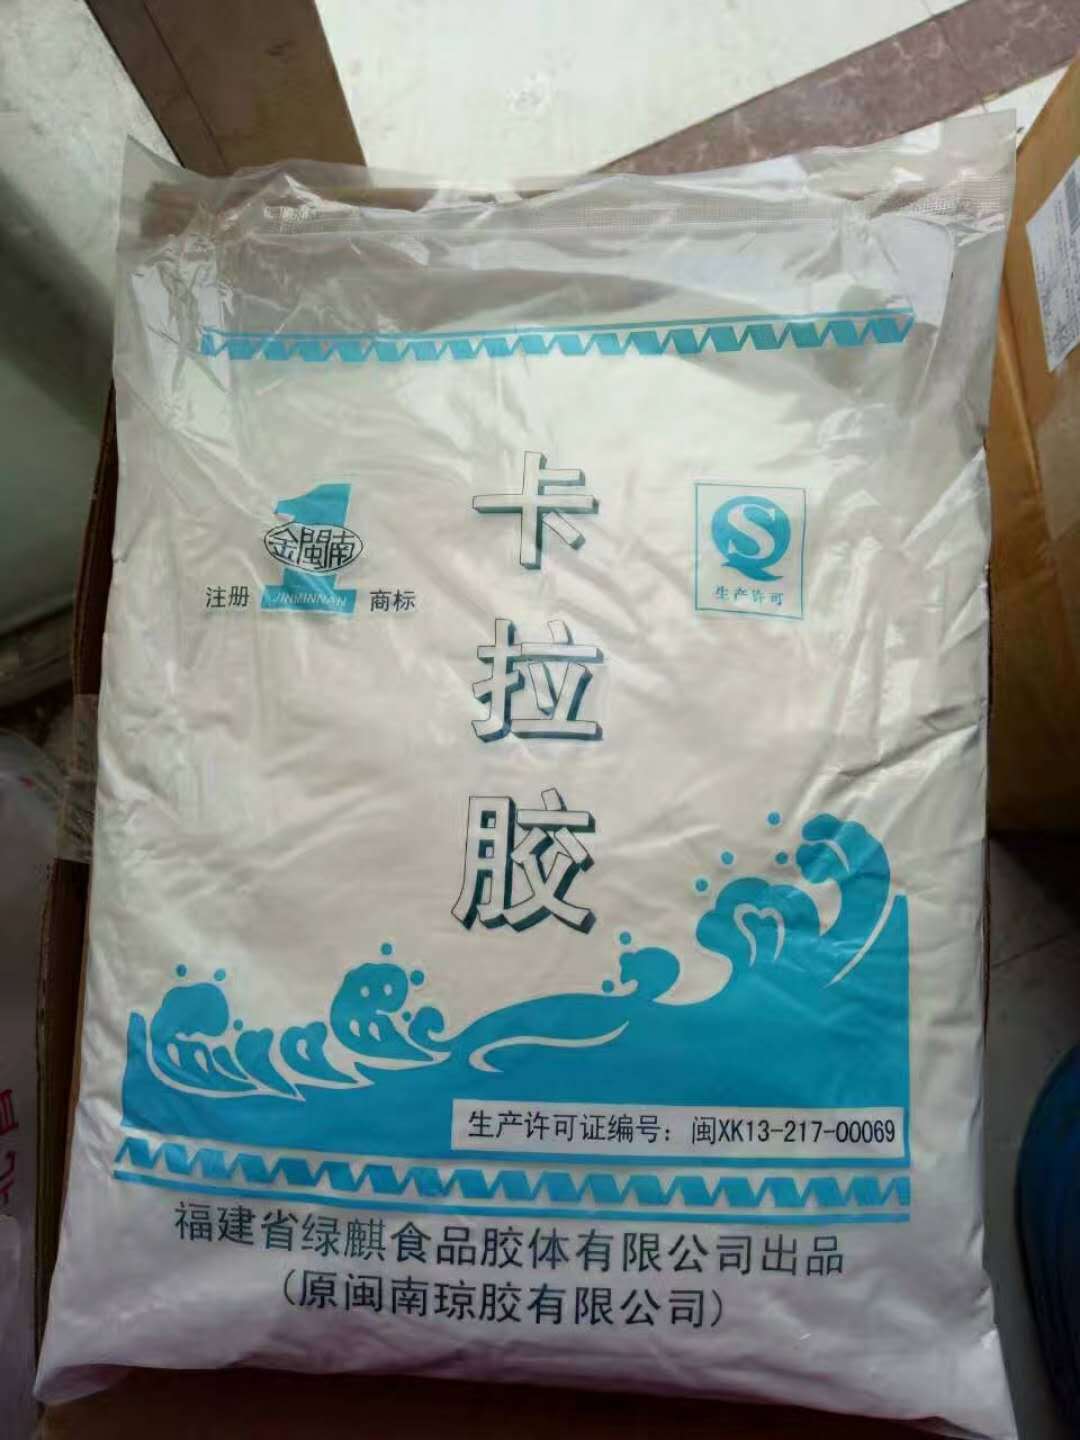 金閩南
注册 JINMINNAN 商标
卡拉胶
生产许可
生产许可证编号：闽XK13-217-00069
福建省绿麒食品胶体有限公司出品
(原闽南琼胶有限公司)